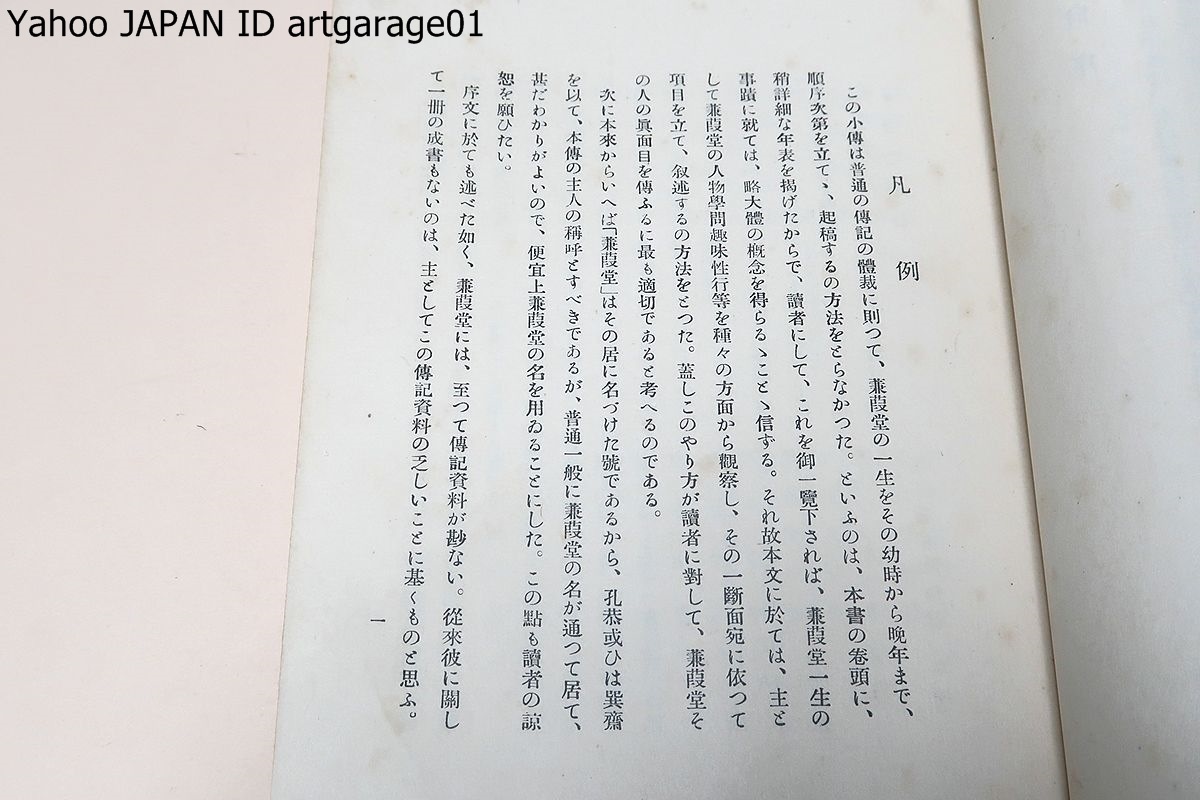 Yahoo JAPAN ID artgarage01
凡例
この小傳は普通の傳記の體裁に則つて、蒹葭堂の一生をその幼時から晩年まで、
順序次第を立てゝ、起稿するの方法をとらなかつた。といふのは、本書の卷頭に、
稍詳細な年表を揭げたからで、讀者にして、これを御一覽下されば、蒹葭堂一生の
事蹟に就ては、略大體の槪念を得らるゝことゝ信ずる。それ故本文に於ては、主と
して蒹葭堂の人物學問趣味性行等を種々の方面から觀察し、その一斷面宛に依つて
項目を立て、敍述するの方法をとつた。蓋しこのやり方が讀者に對して、蒹葭堂そ
の人の眞面目を傳ふるに最も適切であると考へるのである。
次に本來からいへば「蒹葭堂」はその居に名づけた號であるから、孔恭或ひは巽齋
を以て、本傳の主人の稱呼とすべきであるが、普通一般に蒹葭堂の名が通つて居て、
甚だわかりがよいので、便宜上蒹葭堂の名を用ゐることにした。この點も讀者の諒
恕を願ひたい。
序文に於ても述べた如く、蒹葭堂には、至つて傳記資料が尠ない。從來彼に關し
て一册の成書もないのは、主としてこの傳記資料の乏しいことに基くものと思ふ。
一